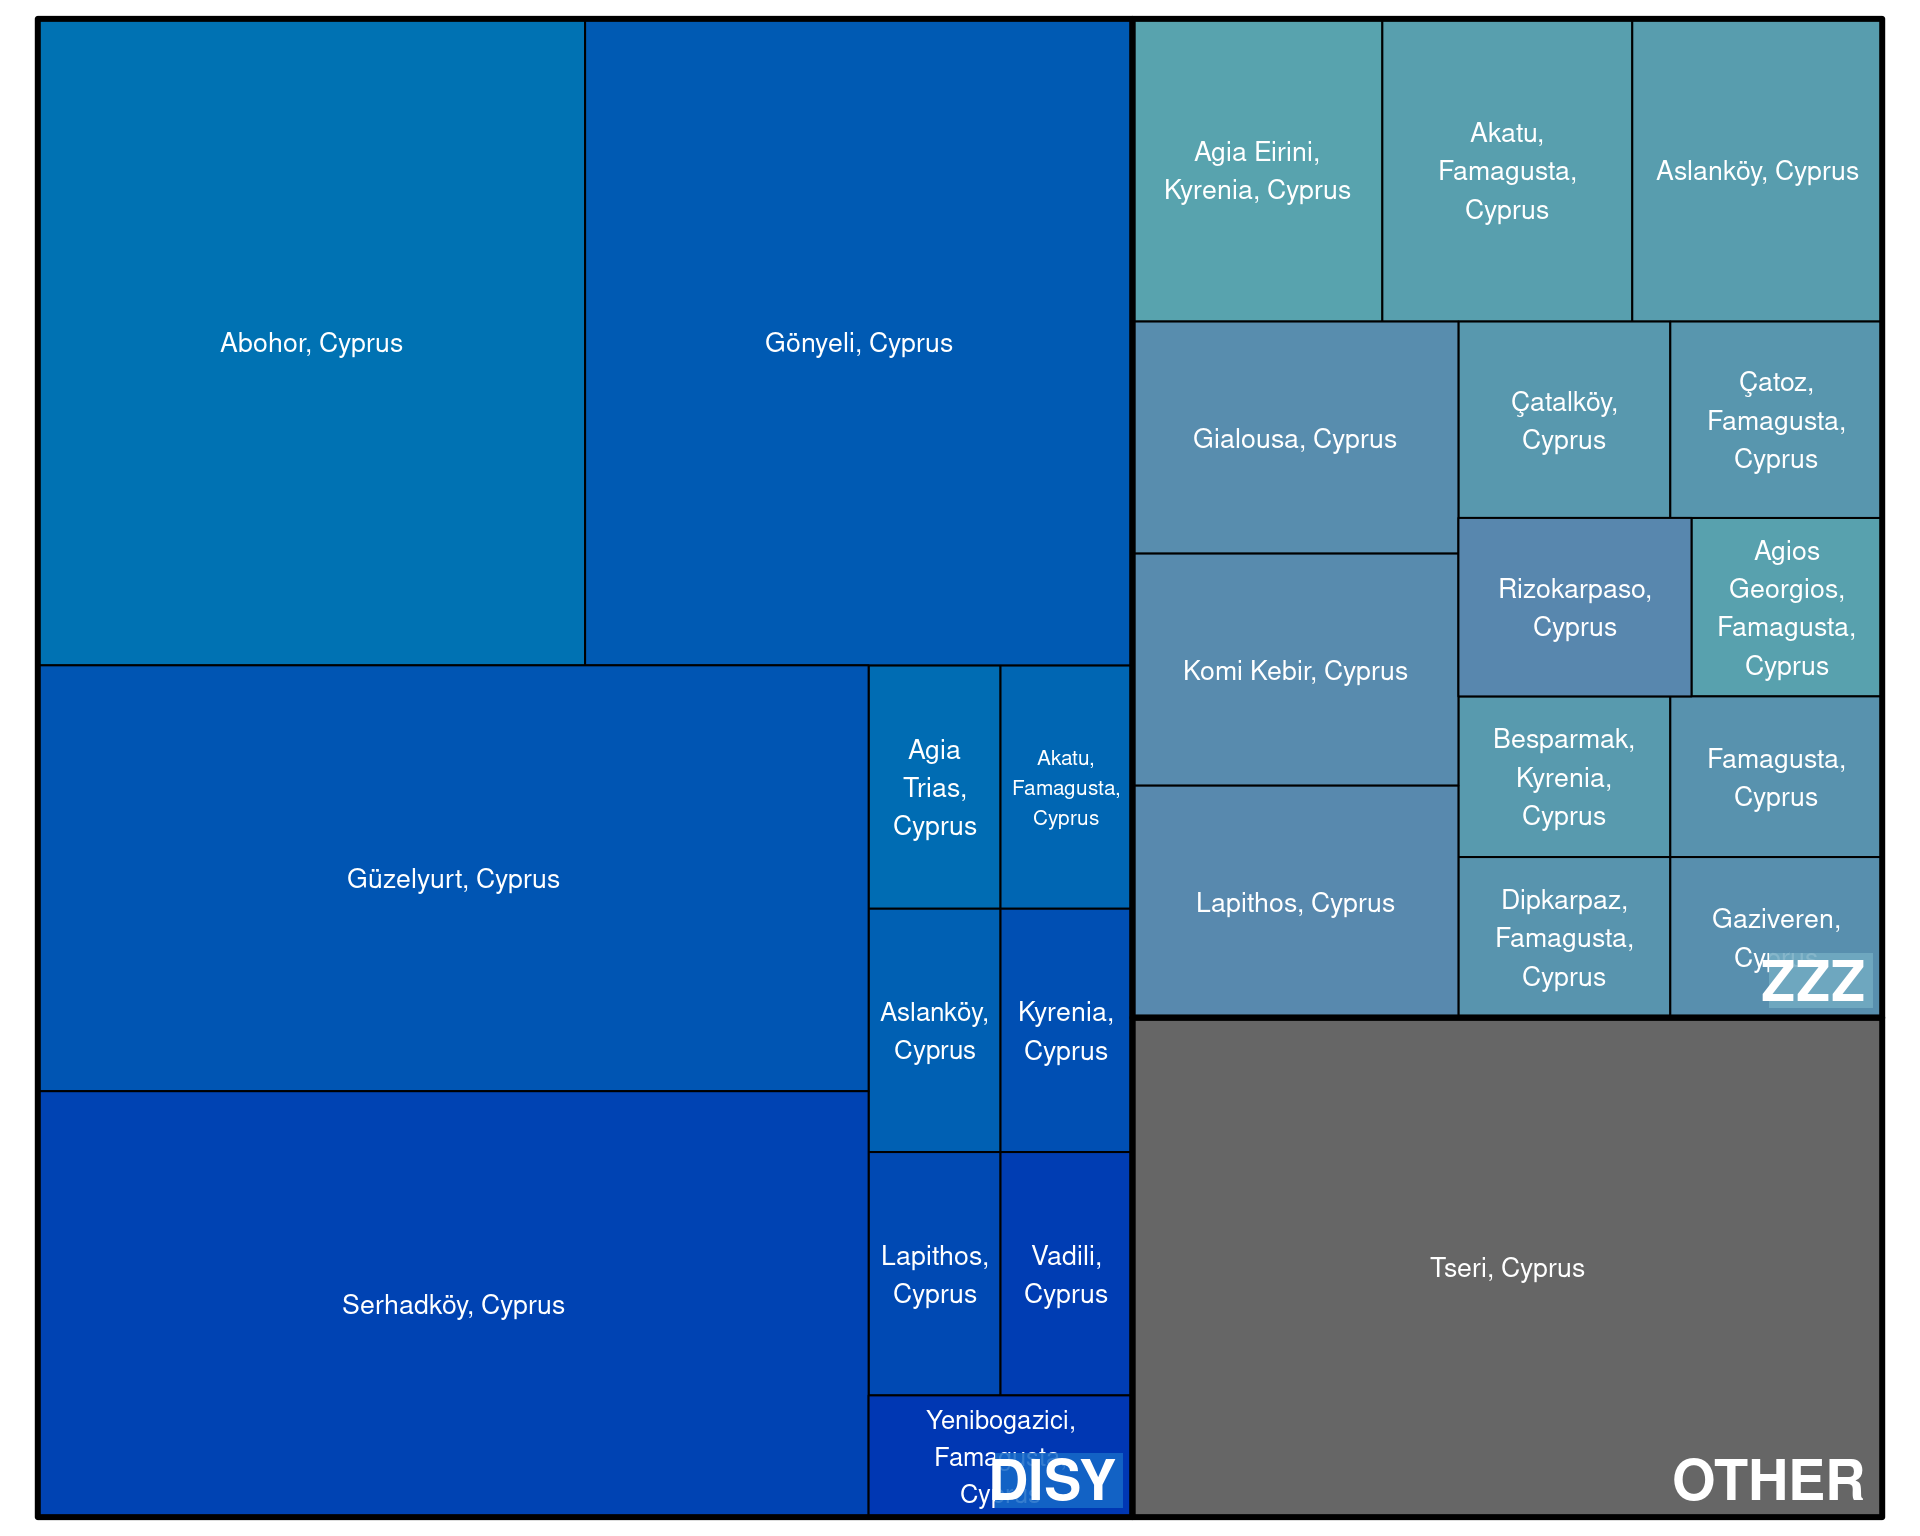 Abohor, Cyprus
Gönyeli, Cyprus
Güzelyurt, Cyprus
Serhadköy, Cyprus
Agia
Trias,
Cyprus
Akatu,
Famagusta,
Cyprus
Aslanköy,
Cyprus
Kyrenia,
Cyprus
Lapithos,
Cyprus
Vadili,
Cyprus
Yenibogazici,
Famagusta,
Cyprus
DISY
Agia Eirini,
Kyrenia, Cyprus
Akatu,
Famagusta,
Cyprus
Aslanköy, Cyprus
Gialousa, Cyprus
Komi Kebir, Cyprus
Lapithos, Cyprus
Çatalköy,
Cyprus
Çatoz,
Famagusta,
Cyprus
Rizokarpaso,
Cyprus
Agios
Georgios,
Famagusta,
Cyprus
Besparmak,
Kyrenia,
Cyprus
Famagusta,
Cyprus
Dipkarpaz,
Famagusta,
Cyprus
Gaziveren,
Cyprus
ZZZ
Tseri, Cyprus
OTHER